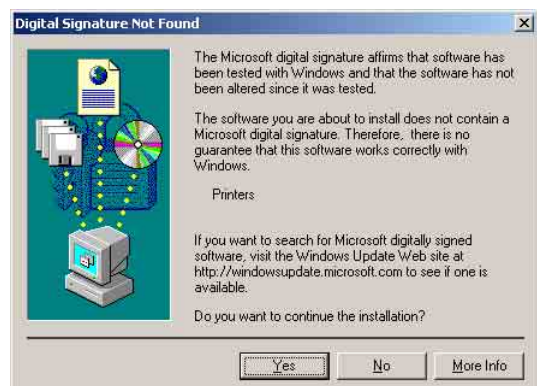 Digital Signature Not Found
The Microsoft digital signature affirms that software has
been tested with Windows and that the software has not
been altered since it was tested.
The software you are about to install does not contain a
Microsoft digital signature. Therefore, there is no
guarantee that this software works correctly with
Windows.
Printers
If you want to search for Microsoft digitally signed
software, visit the Windows Update Web site at
http://windowsupdate.microsoft.com to see if one is
available.
Do you want to continue the installation?
Yes
No
More Info